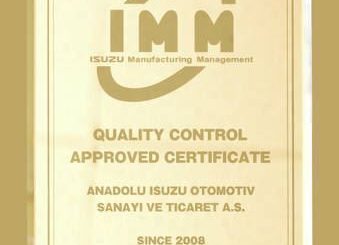 IMM
ISUZU Manufacturing Management
QUALITY CONTROL
APPROVED CERTIFICATE
ANADOLU ISUZU OTOMOTIV
SANAYI VE TICARET A.S.
SINCE 2008